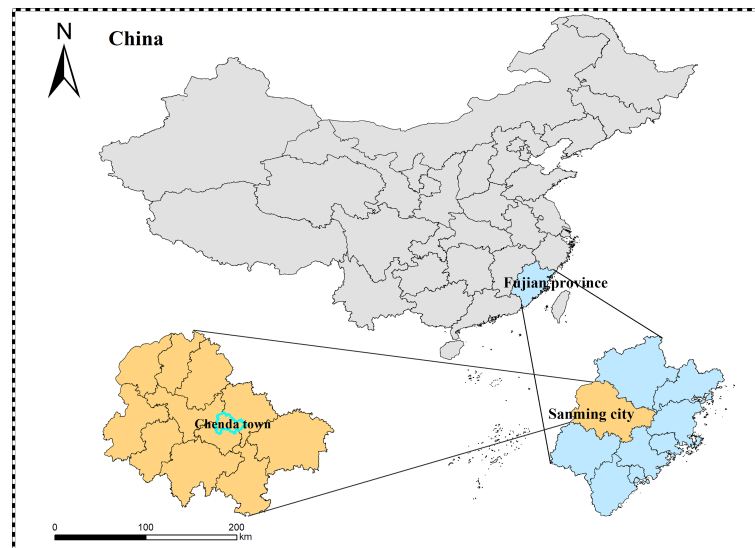 N
China
Fujian province
Sanming city
Chenda town
0 100 200
km